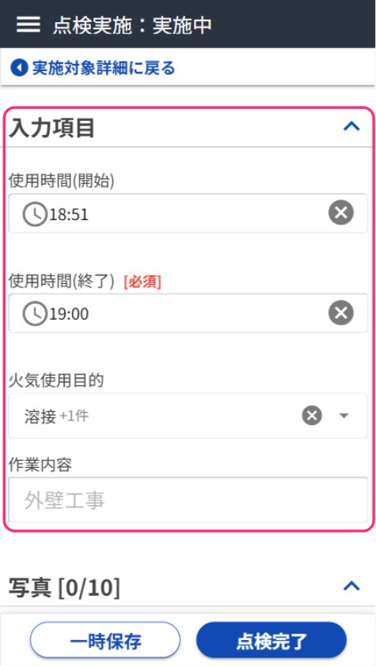 点検実施：実施中
実施対象詳細に戻る
入力項目
使用時間(開始)
18:51
使用時間(終了) [必須]
19:00
火気使用目的
溶接 +1件
作業内容
外壁工事
写真 [0/10]
一時保存 点検完了